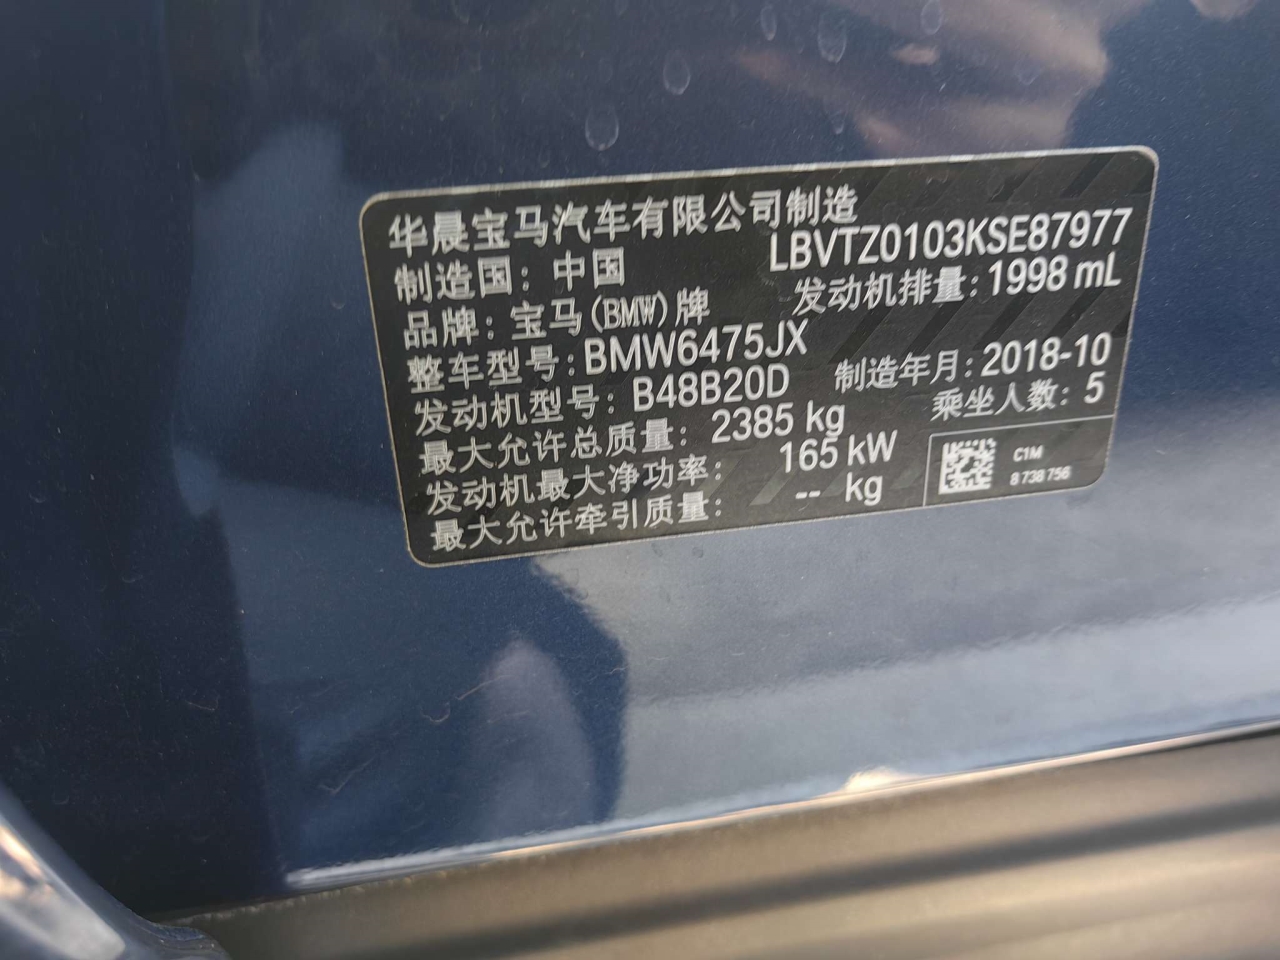 华晨宝马汽车有限公司制造
LBVTZ0103KSE87977
制造国：中国
发动机排量：1998 mL
品牌：宝马(BMW)牌
整车型号：BMW6475JX
制造年月：2018-10
发动机型号：B48B20D
乘坐人数：5
最大允许总质量：2385 kg
发动机最大净功率：165 kW
最大允许牵引质量：-- kg
C1M
8 738 756